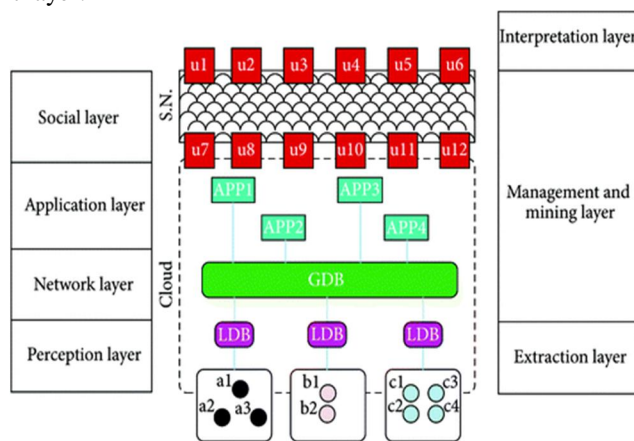 Interpretation layer
u1 u2 u3 u4 u5 u6
Social layer
S.N.
u7 u8 u9 u10 u11 u12
Application layer
APP1 APP3
Management and
mining layer
APP2 APP4
Network layer
Cloud
GDB
LDB LDB LDB
Perception layer
Extraction layer
a1 b1 c1 c3
a2 a3 b2 c2 c4